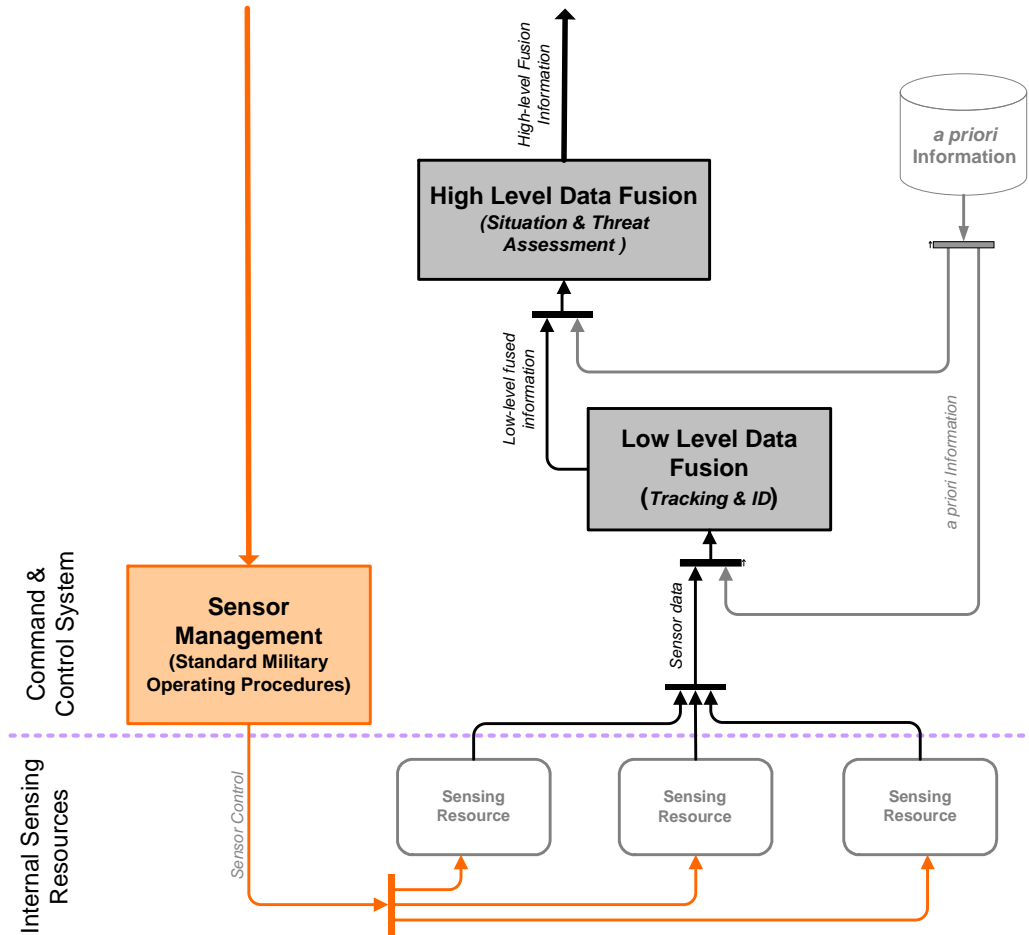 High-level Fusion
Information
a priori
Information
High Level Data Fusion
(Situation & Threat
Assessment )
†
Low-level fused
information
a priori Information
Low Level Data
Fusion
(Tracking & ID)
†
Sensor data
Command &
Control System
Sensor
Management
(Standard Military
Operating Procedures)
Internal Sensing
Resources
Sensor Control
Sensing
Resource
Sensing
Resource
Sensing
Resource